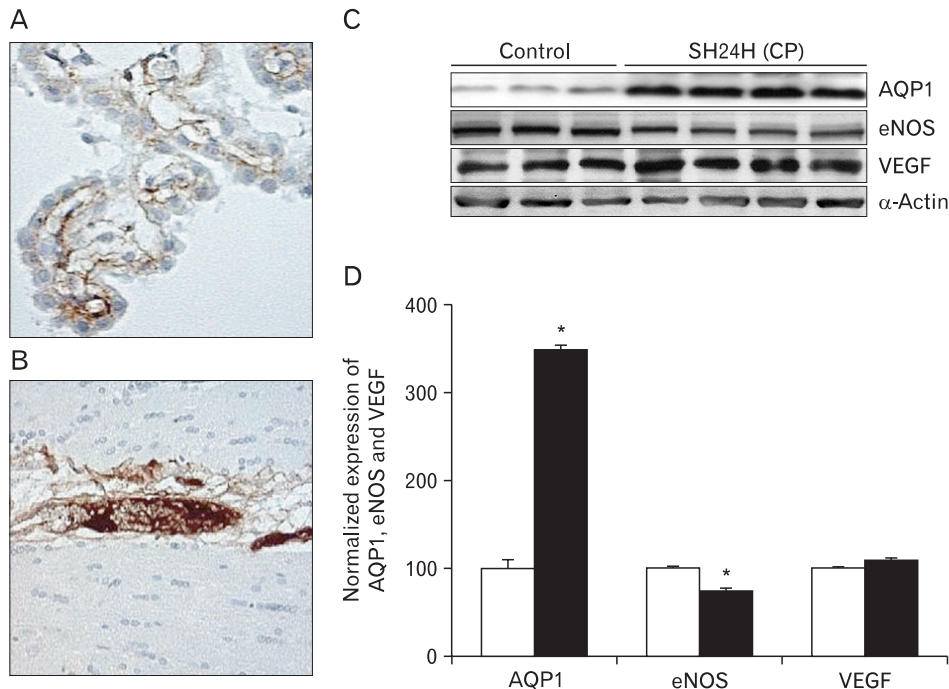 A
B
C
Control SH24H (CP)
AQP1
eNOS
VEGF
α-Actin
D
Normalized expression of
AQP1, eNOS and VEGF
400
300
200
100
0
*
*
AQP1 eNOS VEGF